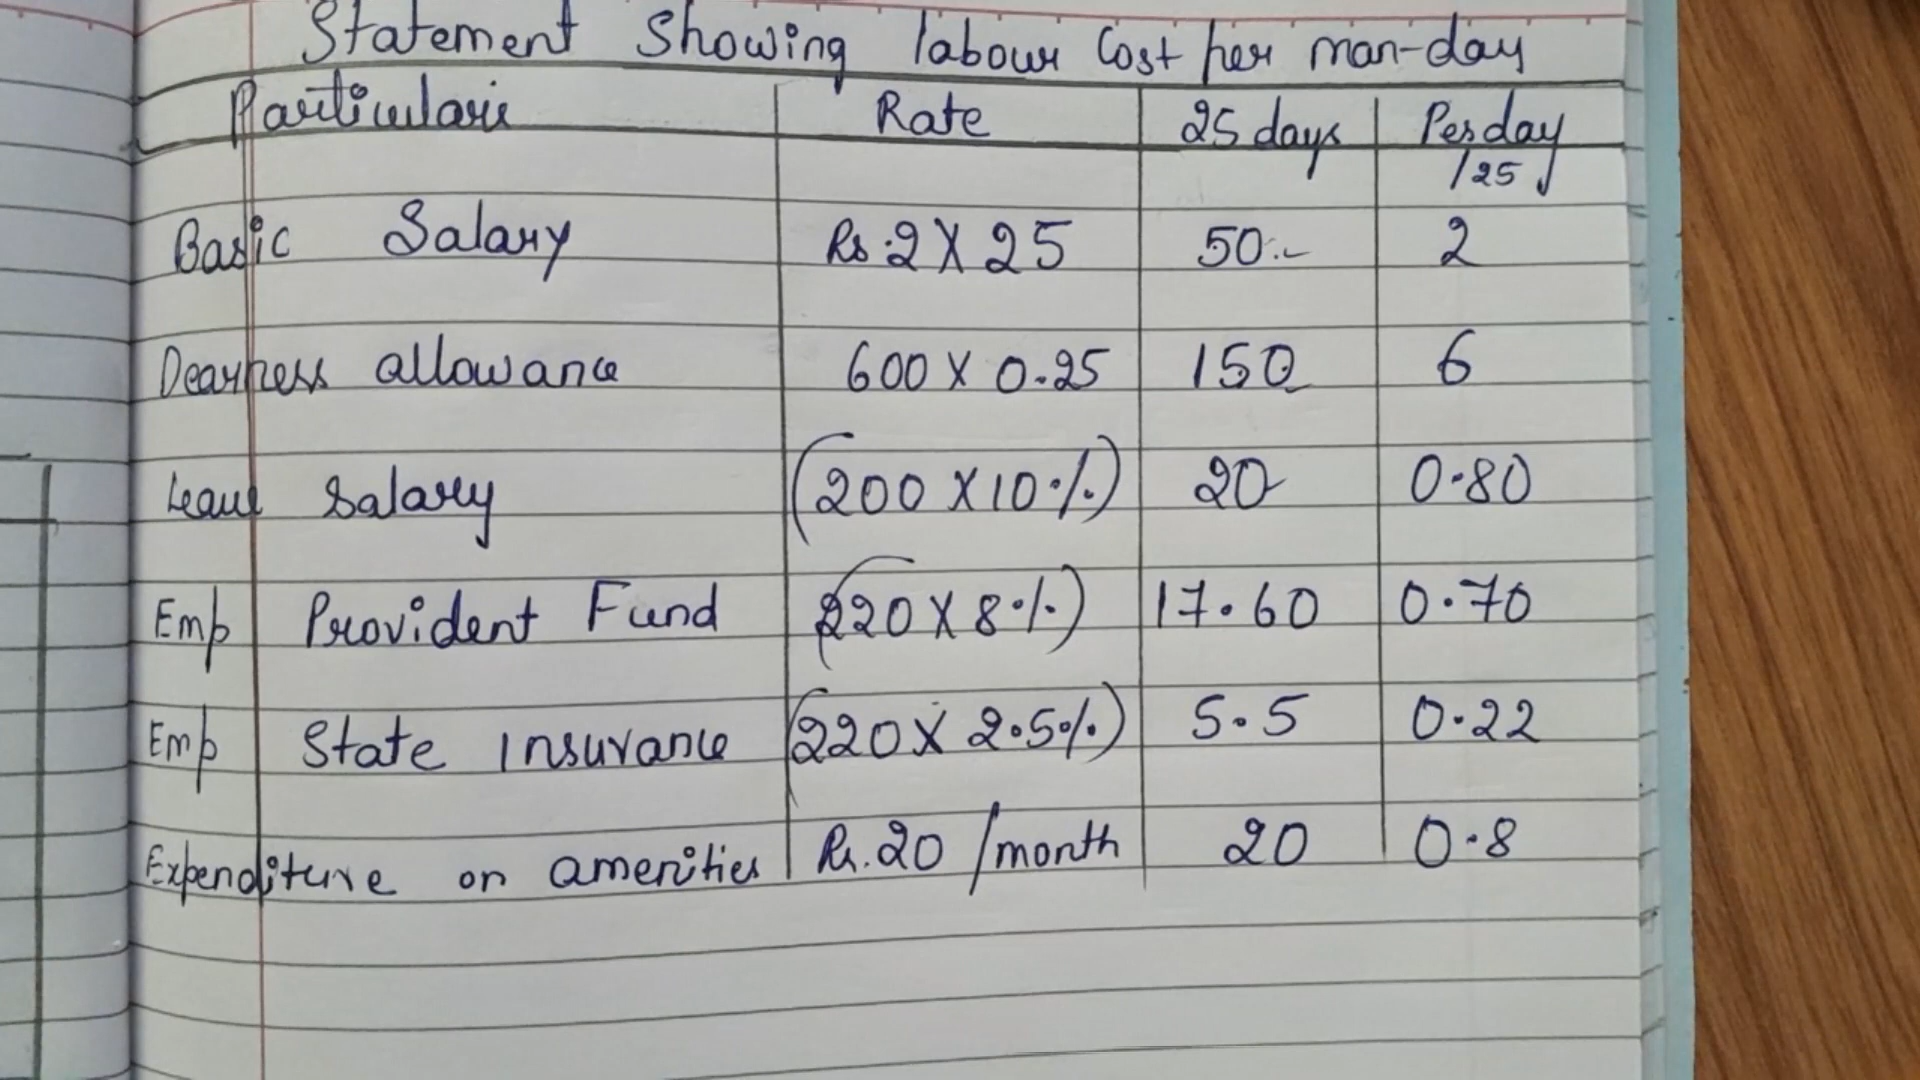 Statement Showing labour Cost per man-day
Particulars Rate 25 days Per day
/25
Basic Salary Rs.2 X 25 50.- 2
Dearness allowance 600 X 0.25 150 6
Leave Salary (200 X 10%) 20 0.80
Emp Provident Fund (220 X 8%) 17.60 0.70
Emp State Insurance (220 X 2.5%) 5.5 0.22
Expenditure on amenities Rs.20 /month 20 0.8